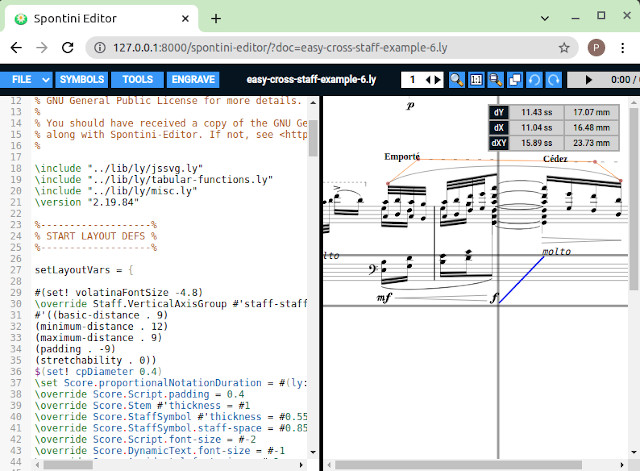 Spontini Editor
127.0.0.1:8000/spontini-editor/?doc=easy-cross-staff-example-6.ly
P
FILE SYMBOLS TOOLS ENGRAVE easy-cross-staff-example-6.ly 1 0:00 /
12 % GNU General Public License for more details.
13 %
14 % You should have received a copy of the GNU Ge
15 % along with Spontini-Editor. If not, see <http
16 %
17
18 \include "../lib/ly/jssvg.ly"
19 \include "../lib/ly/tabular-functions.ly"
20 \include "../lib/ly/misc.ly"
21 \version "2.19.84"
22
23 %-------------------%
24 % START LAYOUT DEFS %
25 %-------------------%
26
27 setLayoutVars = {
28
29 #(set! volatinaFontSize -4.8)
30 \override Staff.VerticalAxisGroup #'staff-staff
31 #'((basic-distance . 9)
32 (minimum-distance . 12)
33 (maximum-distance . 9)
34 (padding . -9)
35 (stretchability . 0))
36 $(set! cpDiameter 0.4)
37 \set Score.proportionalNotationDuration = #(ly:
38 \override Score.Script.padding = 0.4
39 \override Score.Stem #'thickness = #1
40 \override Score.StaffSymbol #'thickness = #0.55
41 \override Score.StaffSymbol.staff-space = #0.85
42 \override Score.Script.font-size = #-2
43 \override Score.DynamicText.font-size = #-1
p
dY 11.43 ss 17.07 mm
dX 11.04 ss 16.48 mm
dXY 15.89 ss 23.73 mm
Emporté
Cédez
lto
molto
mf
f